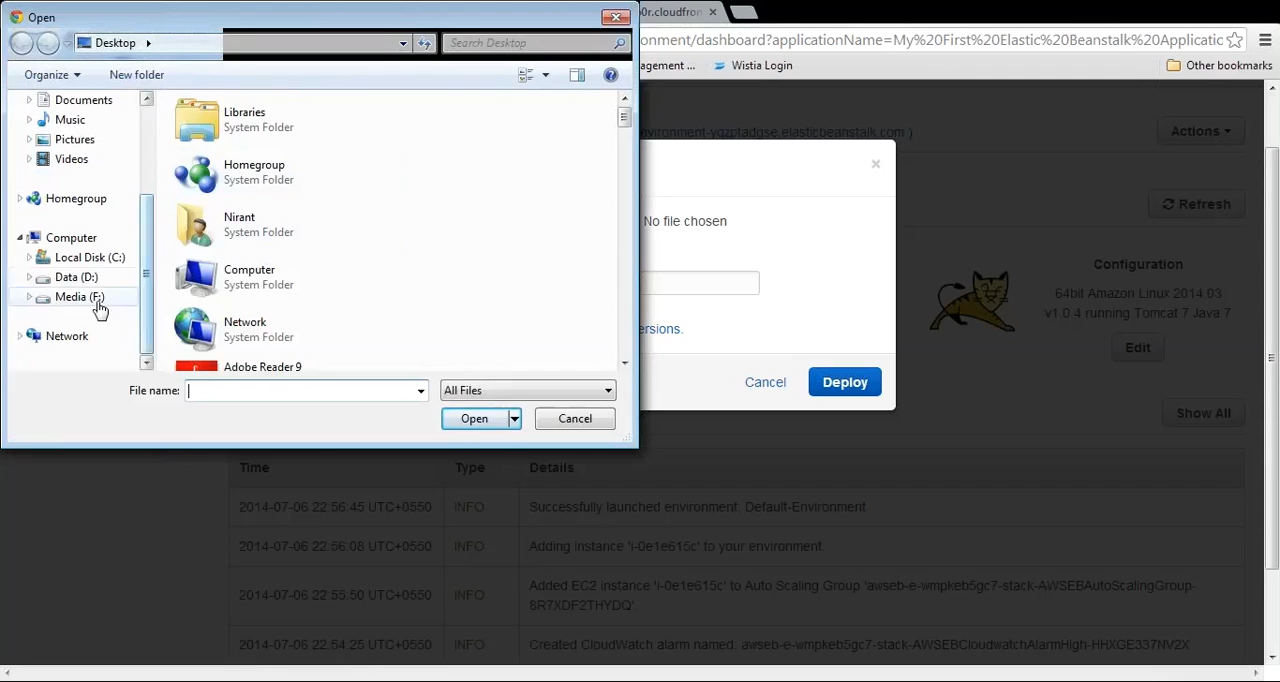 Open
0r.cloudfron
Desktop
Search Desktop
onment/dashboard?applicationName=My%20First%20Elastic%20Beanstalk%20Applicatic
Organize
New folder
agement ...
Wistia Login
Other bookmarks
Documents
Music
Pictures
Videos
Homegroup
Computer
Local Disk (C:)
Data (D:)
Media (F:)
Network
Libraries
System Folder
Homegroup
System Folder
Nirant
System Folder
Computer
System Folder
Network
System Folder
Adobe Reader 9
File name:
All Files
Open
Cancel
nvironment-yqzptadgse.elasticbeanstalk.com )
Actions
No file chosen
Refresh
ersions.
Cancel
Deploy
Configuration
64bit Amazon Linux 2014.03
v1.0.4 running Tomcat 7 Java 7
Edit
Show All
Time Type Details
2014-07-06 22:56:45 UTC+0550 INFO Successfully launched environment: Default-Environment
2014-07-06 22:56:08 UTC+0550 INFO Adding instance 'i-0e1e615c' to your environment.
2014-07-06 22:55:50 UTC+0550 INFO Added EC2 instance 'i-0e1e615c' to Auto Scaling Group 'awseb-e-wmpkeb5gc7-stack-AWSEBAutoScalingGroup-
8R7XDF2THYDQ'.
2014-07-06 22:54:25 UTC+0550 INFO Created CloudWatch alarm named: awseb-e-wmpkeb5gc7-stack-AWSEBCloudwatchAlarmHigh-HHXGE337NV2X